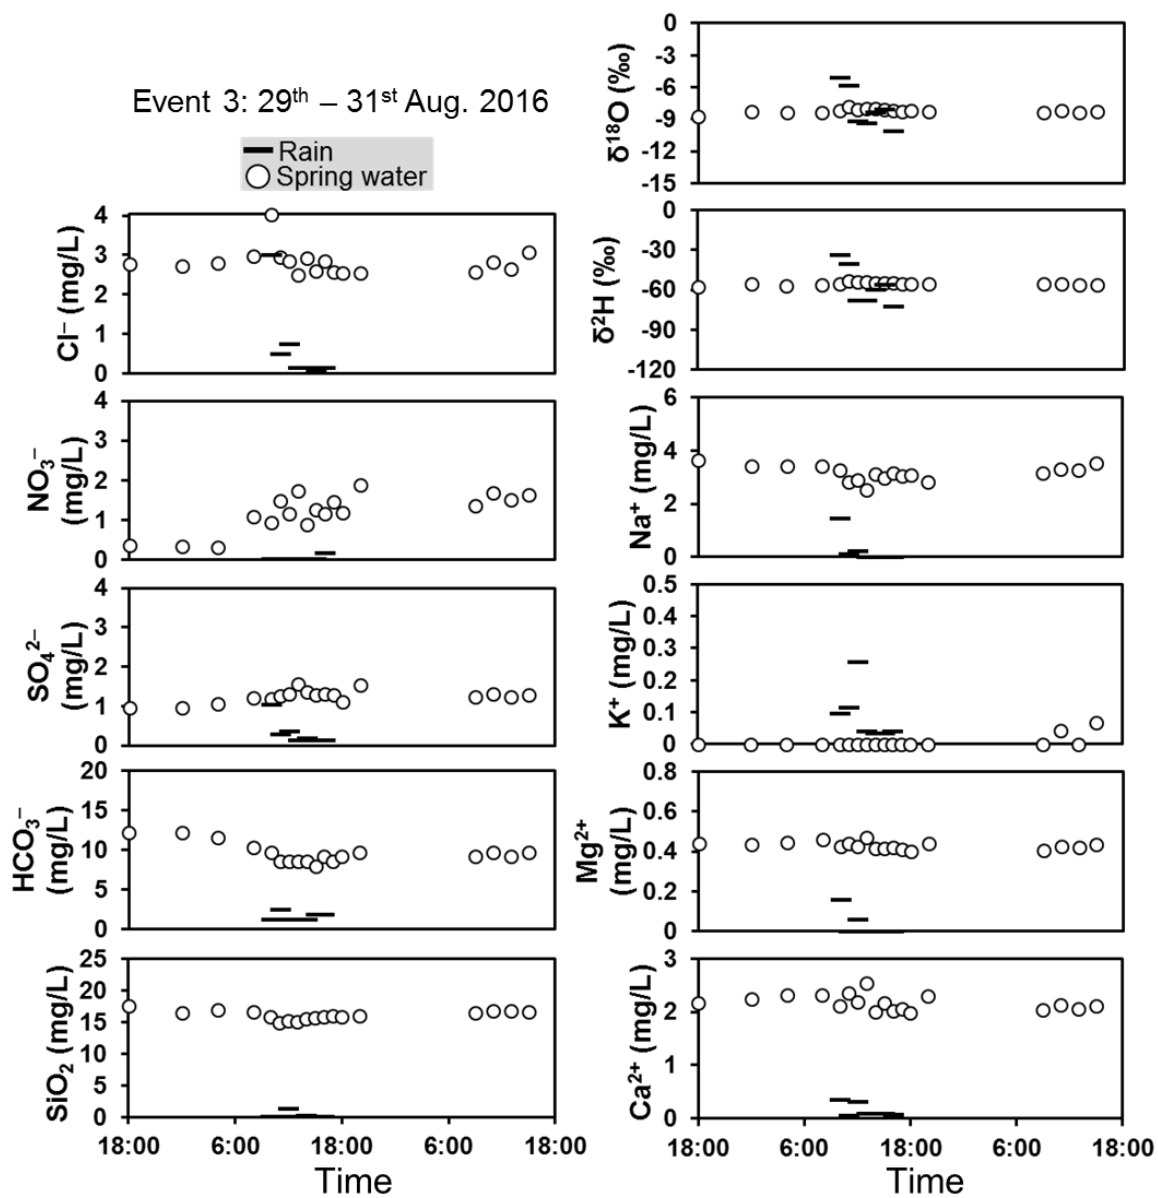 Event 3: 29th – 31st Aug. 2016
Rain
Spring water
Cl⁻ (mg/L)
4
3
2
1
0
NO₃⁻
(mg/L)
4
3
2
1
0
SO₄²⁻
(mg/L)
4
3
2
1
0
HCO₃⁻
(mg/L)
20
15
10
5
0
SiO₂ (mg/L)
25
20
15
10
5
0
18:00 6:00 18:00 6:00 18:00
Time
δ¹⁸O (‰)
0
-3
-6
-9
-12
-15
δ²H (‰)
0
-30
-60
-90
-120
Na⁺ (mg/L)
6
4
2
0
K⁺ (mg/L)
0.5
0.4
0.3
0.2
0.1
0
Mg²⁺
(mg/L)
0.8
0.6
0.4
0.2
0
Ca²⁺ (mg/L)
3
2
1
0
18:00 6:00 18:00 6:00 18:00
Time